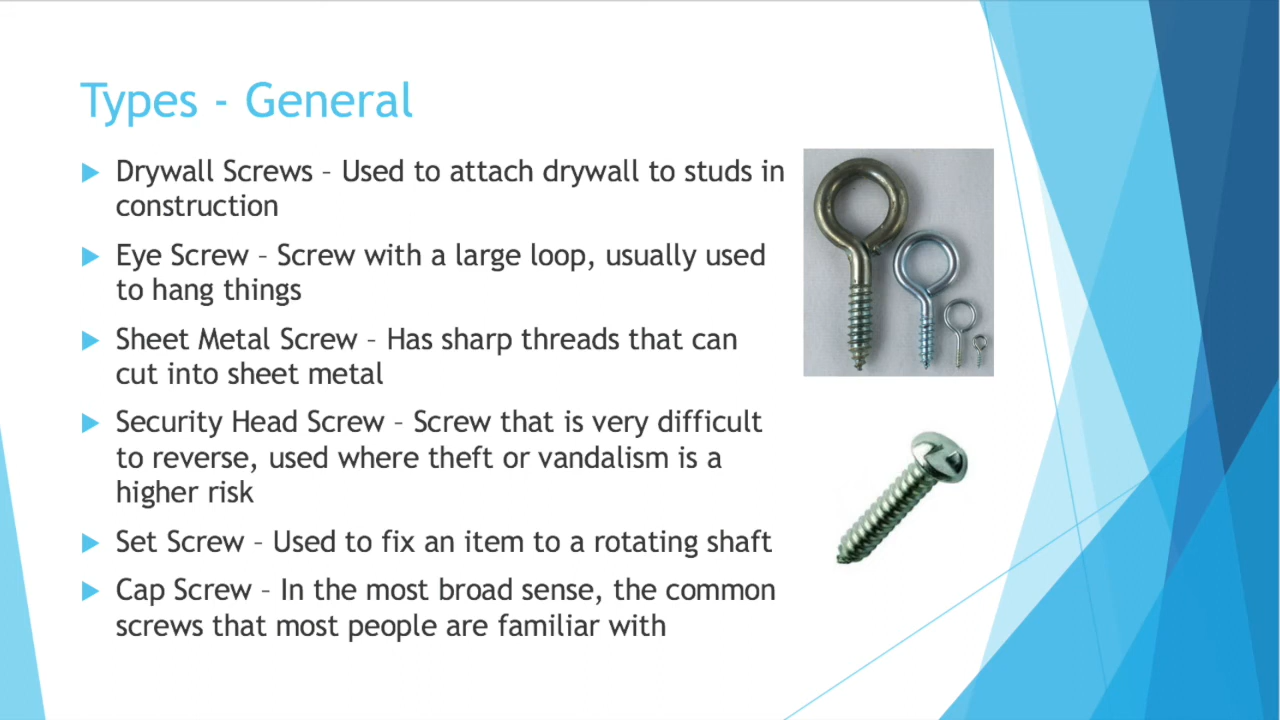 Types - General
Drywall Screws – Used to attach drywall to studs in
construction
Eye Screw – Screw with a large loop, usually used
to hang things
Sheet Metal Screw – Has sharp threads that can
cut into sheet metal
Security Head Screw – Screw that is very difficult
to reverse, used where theft or vandalism is a
higher risk
Set Screw – Used to fix an item to a rotating shaft
Cap Screw – In the most broad sense, the common
screws that most people are familiar with